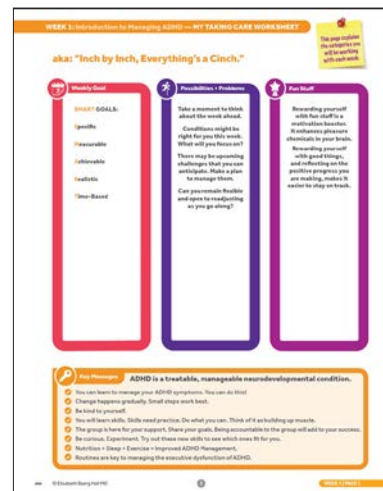 WEEK 1: Introduction to Managing ADHD — MY TAKING CARE WORKSHEET
This page explains
the categories you
will be working
with each week.
aka: "Inch by Inch, Everything's a Cinch."
Weekly Goal
SMART GOALS:
Specific
Measurable
Achievable
Realistic
Time-Based
Possibilities + Problems
Take a moment to think
about the week ahead.
Conditions might be
right for you this week.
What will you focus on?
There may be upcoming
challenges that you can
anticipate. Make a plan
to manage them.
Can you remain flexible
and open to readjusting
as you go along?
Fun Stuff
Rewarding yourself
with fun stuff is a
motivation booster.
It enhances pleasure
chemicals in your brain.
Rewarding yourself
with good things,
and reflecting on the
positive progress you
are making, makes it
easier to stay on track.
Key Messages
ADHD is a treatable, manageable neurodevelopmental condition.
You can learn to manage your ADHD symptoms. You can do this!
Change happens gradually. Small steps work best.
Be kind to yourself.
You will learn skills. Skills need practice. Do what you can. Think of it as building up muscle.
The group is here for your support. Share your goals. Being accountable to the group will add to your success.
Be curious. Experiment. Try out these new skills to see which ones fit for you.
Nutrition + Sleep + Exercise = Improved ADHD Management.
Routines are key to managing the executive dysfunction of ADHD.
WEEK 1 | PAGE 1